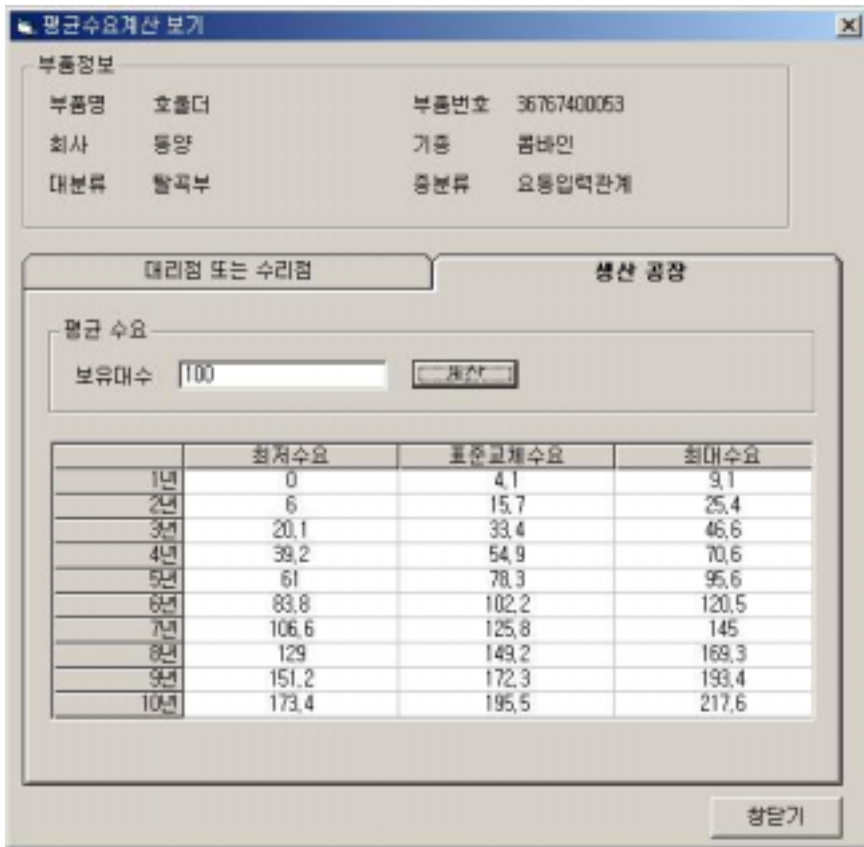 평균수요계산 보기
부품정보
부품명 호울더 부품번호 36767400053
회사 동양 기종 콤바인
대분류 탈곡부 중분류 요동입력관계
대리점 또는 수리점 생산 공장
평균 수요
보유대수 100 계산
최저수요 표준교체수요 최대수요
1년 0 4,1 9,1
2년 6 15,7 25,4
3년 20,1 33,4 46,6
4년 39,2 54,9 70,6
5년 61 78,3 95,6
6년 83,8 102,2 120,5
7년 106,6 125,8 145
8년 129 149,2 169,3
9년 151,2 172,3 193,4
10년 173,4 195,5 217,6
창닫기